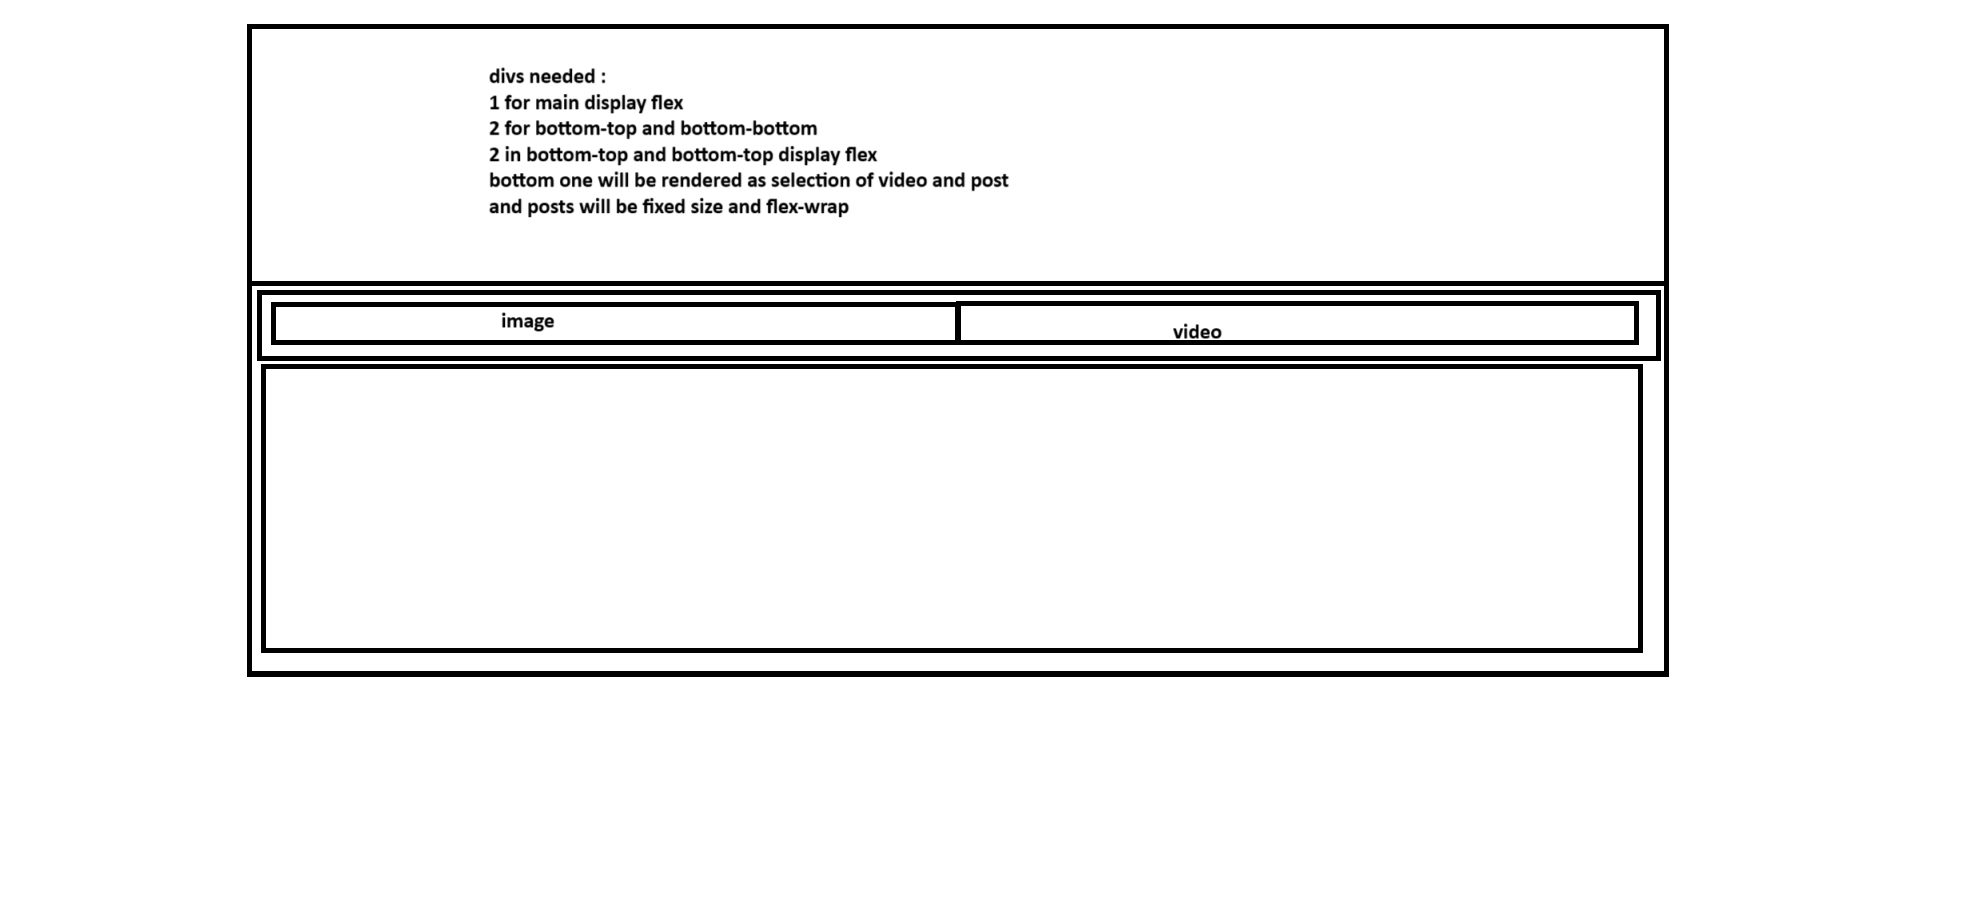 divs needed :
1 for main display flex
2 for bottom-top and bottom-bottom
2 in bottom-top and bottom-top display flex
bottom one will be rendered as selection of video and post
and posts will be fixed size and flex-wrap
image
video